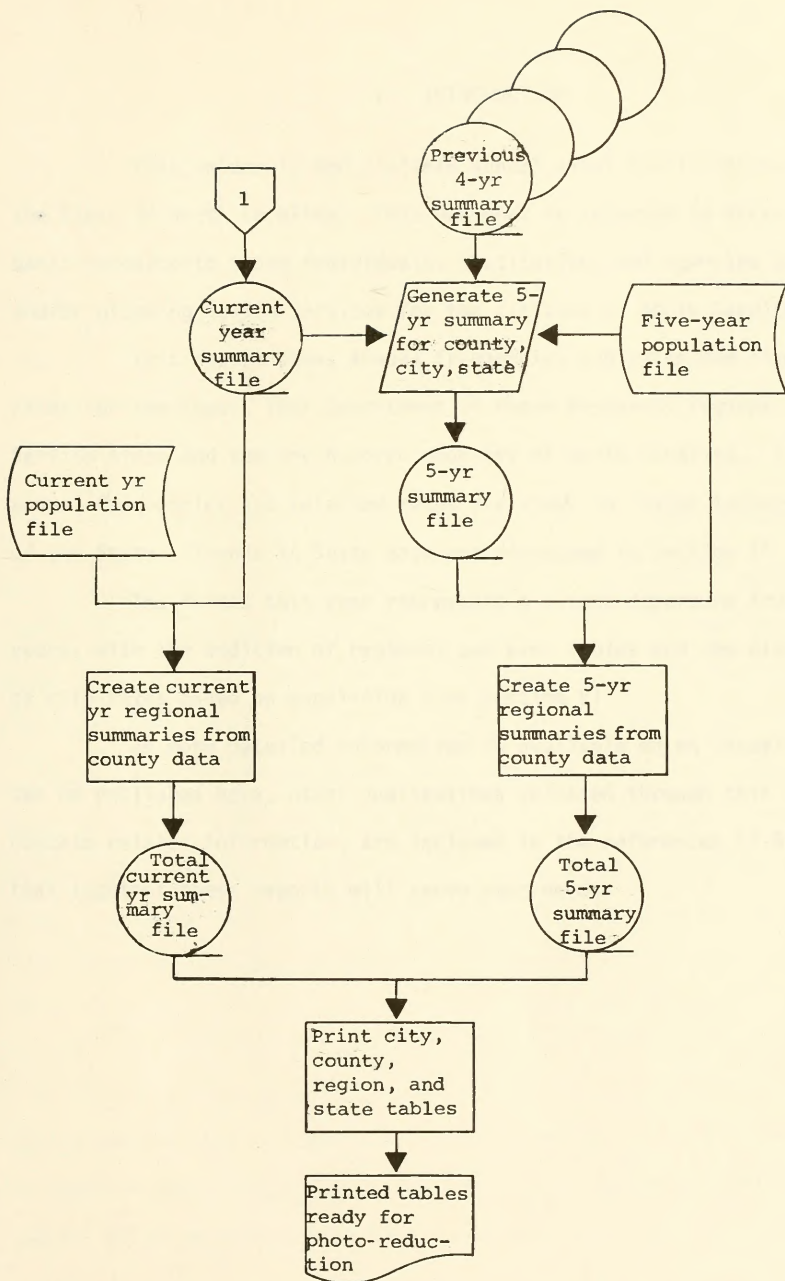 Previous
4-yr
summary
file
1
Current
year
summary
file
Generate 5-
yr summary
for county,
city, state
Five-year
population
file
Current yr
population
file
5-yr
summary
file
Create current
yr regional
summaries from
county data
Create 5-yr
regional
summaries from
county data
Total
current
yr sum-
mary
file
Total
5-yr
summary
file
Print city,
county,
region, and
state tables
Printed tables
ready for
photo-reduc-
tion